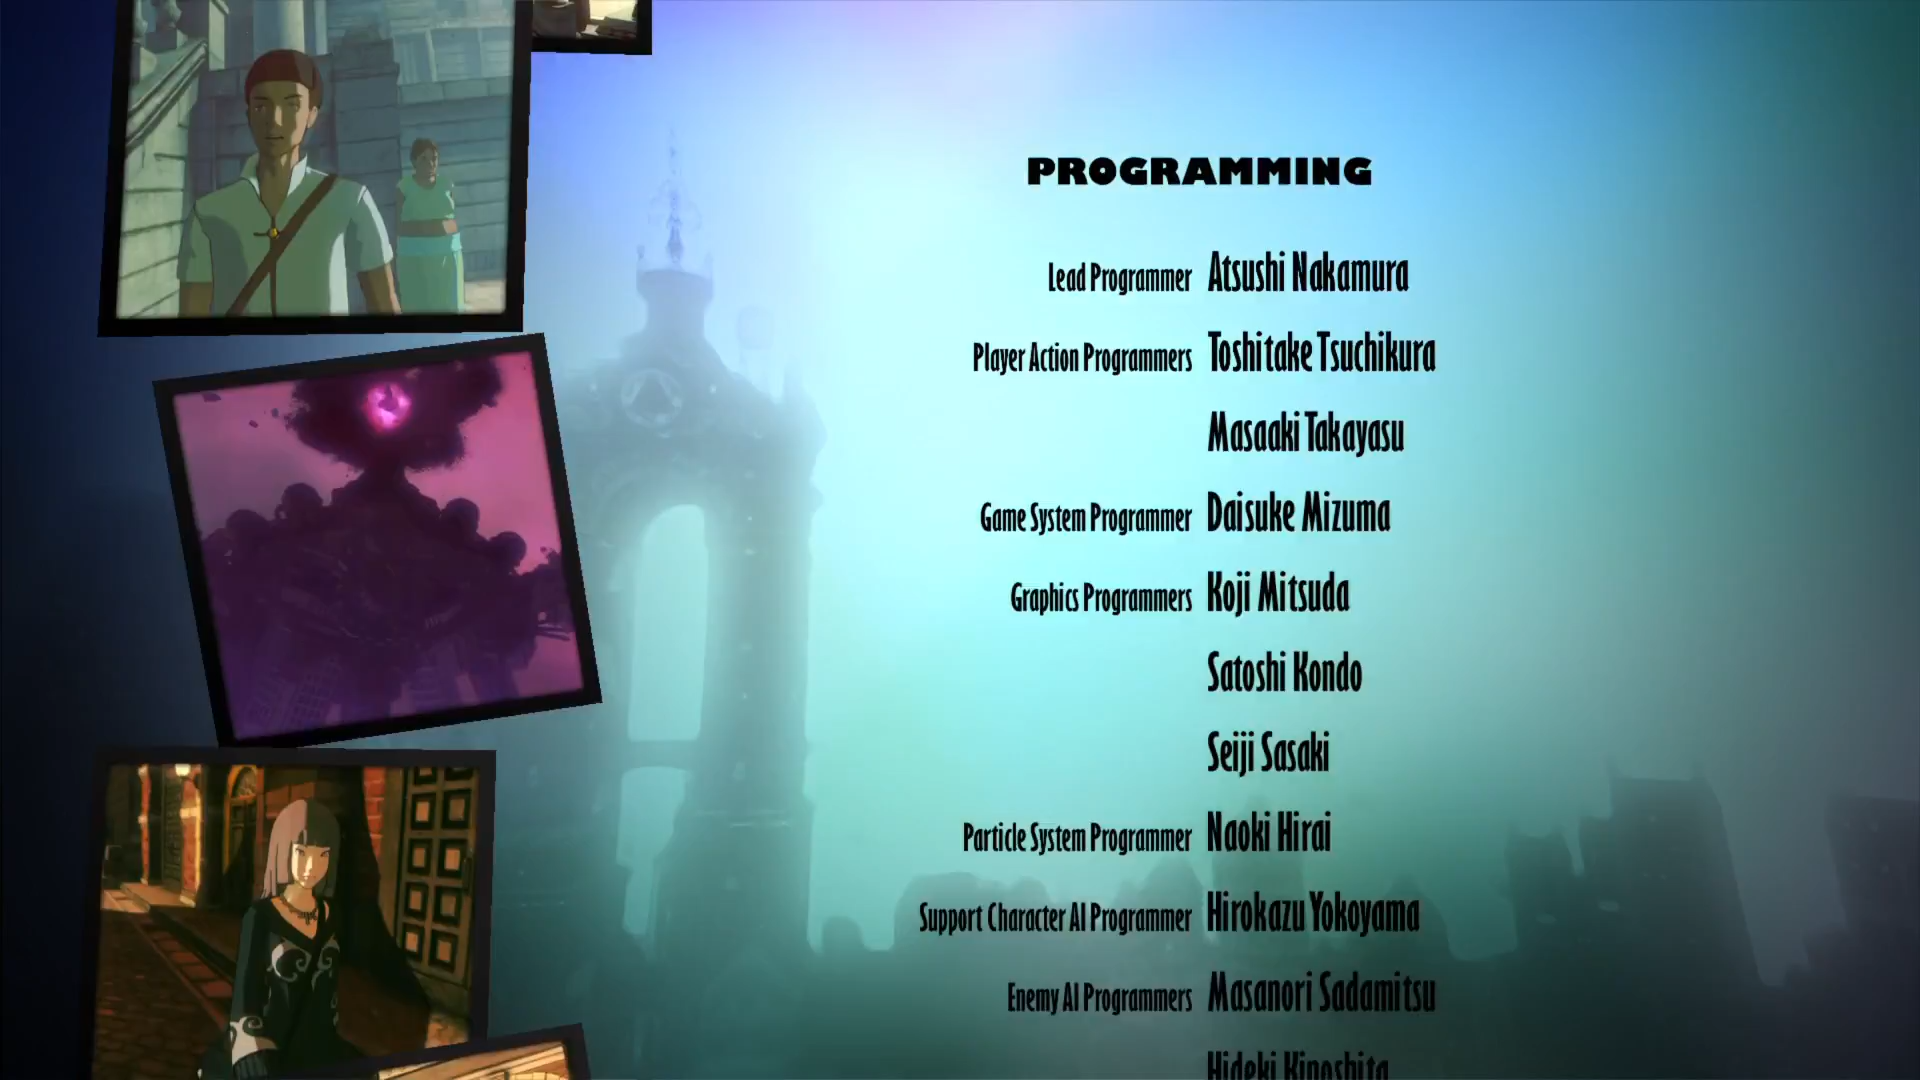 PROGRAMMING
Lead Programmer Atsushi Nakamura
Player Action Programmers Toshitake Tsuchikura
Masaaki Takayasu
Game System Programmer Daisuke Mizuma
Graphics Programmers Koji Mitsuda
Satoshi Kondo
Seiji Sasaki
Particle System Programmer Naoki Hirai
Support Character AI Programmer Hirokazu Yokoyama
Enemy AI Programmers Masanori Sadamitsu
Hideki Kinoshita